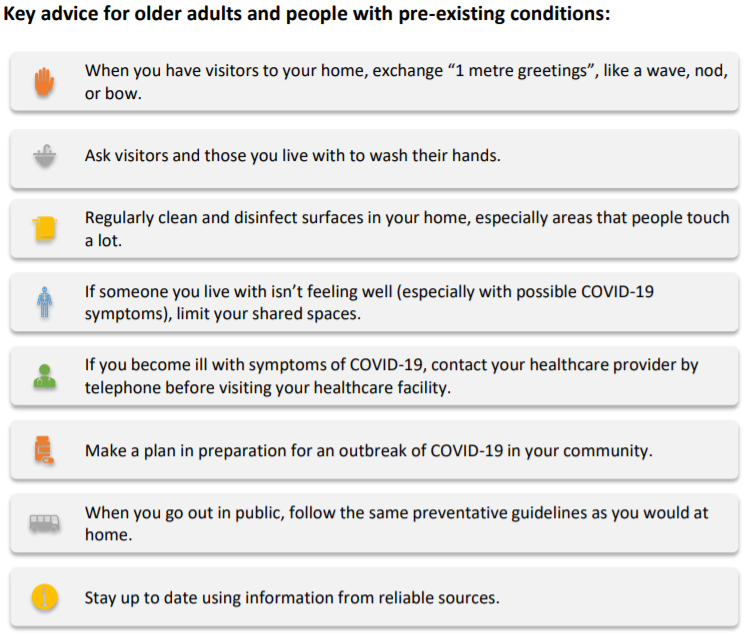 Key advice for older adults and people with pre-existing conditions:
When you have visitors to your home, exchange “1 metre greetings”, like a wave, nod,
or bow.
Ask visitors and those you live with to wash their hands.
Regularly clean and disinfect surfaces in your home, especially areas that people touch
a lot.
If someone you live with isn’t feeling well (especially with possible COVID-19
symptoms), limit your shared spaces.
If you become ill with symptoms of COVID-19, contact your healthcare provider by
telephone before visiting your healthcare facility.
Make a plan in preparation for an outbreak of COVID-19 in your community.
When you go out in public, follow the same preventative guidelines as you would at
home.
Stay up to date using information from reliable sources.